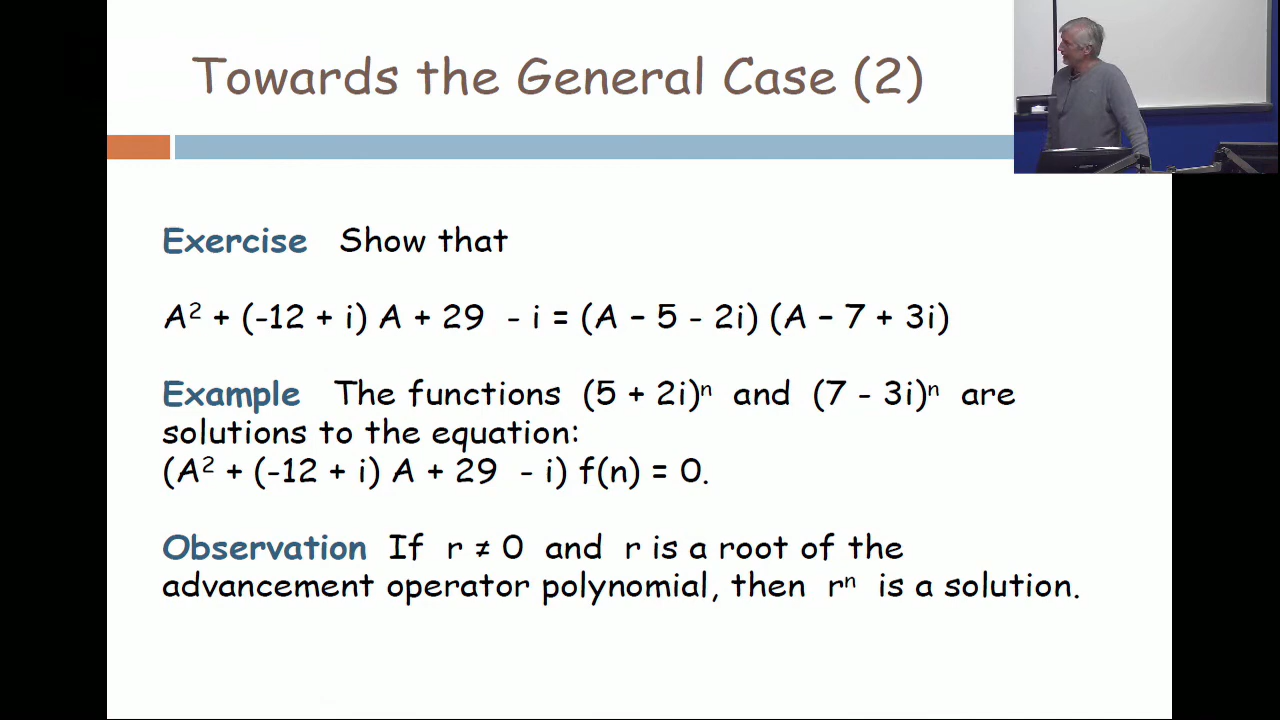 Towards the General Case (2)
Exercise Show that
A² + (-12 + i) A + 29 - i = (A – 5 - 2i) (A – 7 + 3i)
Example The functions (5 + 2i)ⁿ and (7 - 3i)ⁿ are
solutions to the equation:
(A² + (-12 + i) A + 29 - i) f(n) = 0.
Observation If r ≠ 0 and r is a root of the
advancement operator polynomial, then rⁿ is a solution.